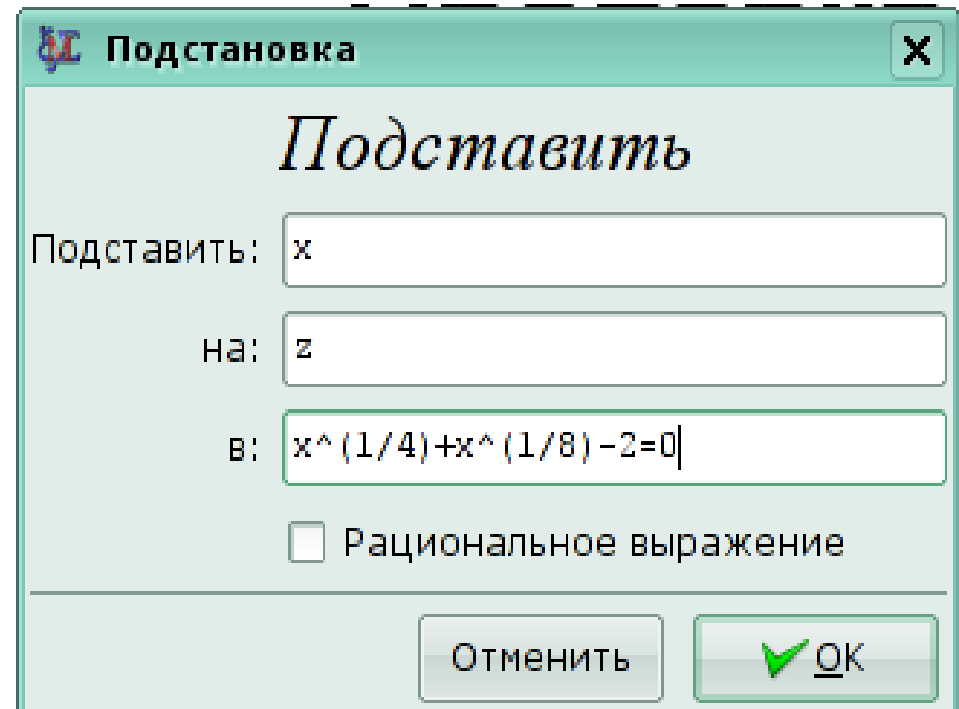 Подстановка
Подставить
Подставить: x
на: z
в: x^(1/4)+x^(1/8)-2=0
Рациональное выражение
Отменить OK